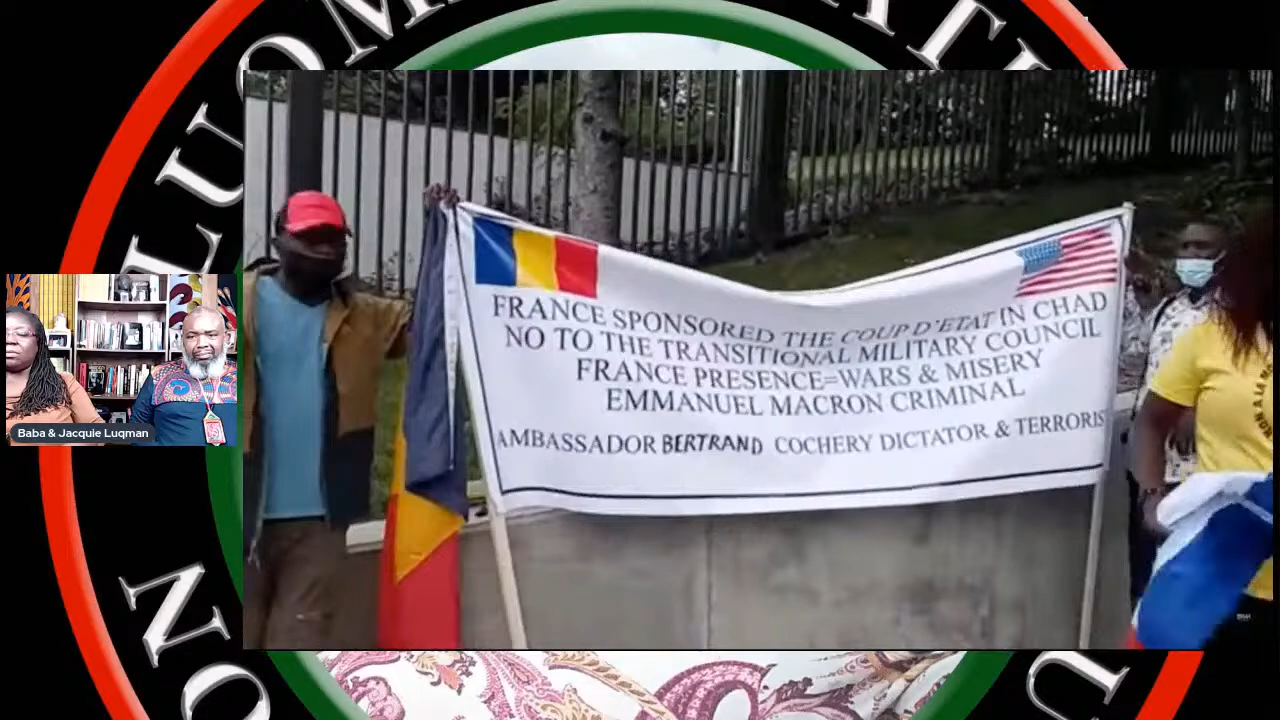 FRANCE SPONSORED THE COUP D'ETAT IN CHAD
NO TO THE TRANSITIONAL MILITARY COUNCIL
FRANCE PRESENCE=WARS & MISERY
EMMANUEL MACRON CRIMINAL
AMBASSADOR BERTRAND COCHERY DICTATOR & TERRORIS
Baba & Jacquie Luqman